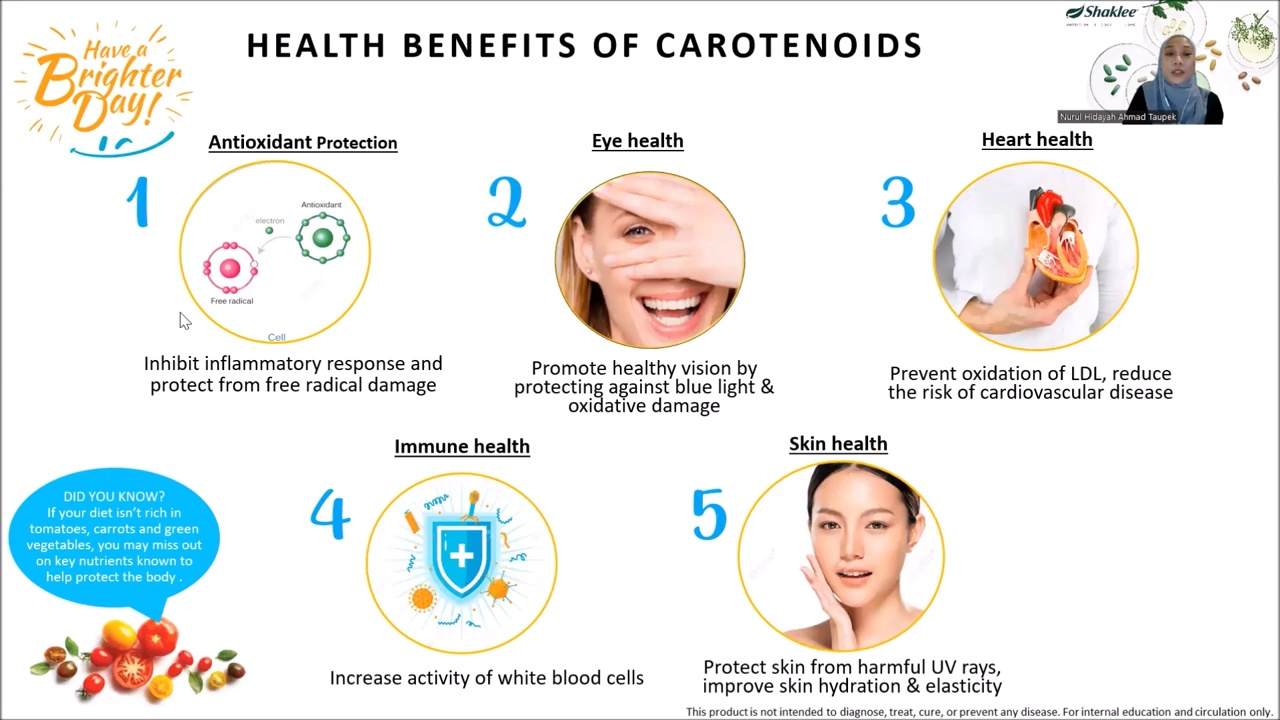 Have a
Brighter
Day!
HEALTH BENEFITS OF CAROTENOIDS
Shaklee
Nurul Hidayah Ahmad Taupek
Antioxidant Protection
1
Antioxidant
electron
Free radical
Cell
Inhibit inflammatory response and
protect from free radical damage
Eye health
2
Promote healthy vision by
protecting against blue light &
oxidative damage
Heart health
3
Prevent oxidation of LDL, reduce
the risk of cardiovascular disease
DID YOU KNOW?
If your diet isn't rich in
tomatoes, carrots and green
vegetables, you may miss out
on key nutrients known to
help protect the body .
Immune health
4
Increase activity of white blood cells
Skin health
5
Protect skin from harmful UV rays,
improve skin hydration & elasticity
This product is not intended to diagnose, treat, cure, or prevent any disease. For internal education and circulation only.